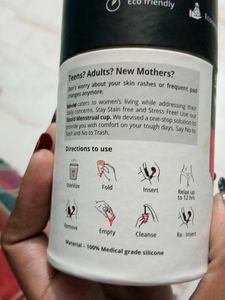 Eco friendly
Teens? Adults? New Mothers?
Don't worry about your skin rashes or frequent pad
changes anymore.
caters to women's living while addressing their
daily concerns. Stay Stain free and Stress Free! Use our
Menstrual cup. We devised a one-stop solution to
provide you with comfort on your tough days. Say No to
Rash and No to Trash.
Directions to use
Sterilize
Fold
Insert
Relax up
to 12 hrs
Remove
Empty
Cleanse
Re - Insert
Material – 100% Medical grade silicone